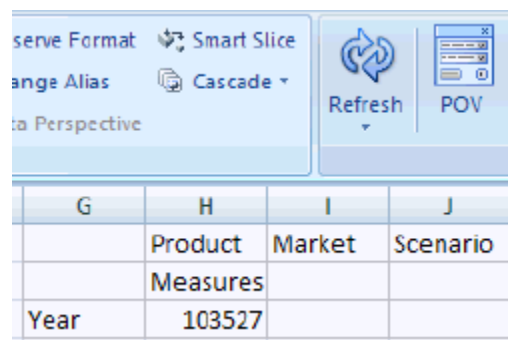 serve Format Smart Slice
ange Alias Cascade
ta Perspective
Refresh POV
G H I J
Product Market Scenario
Measures
Year 103527